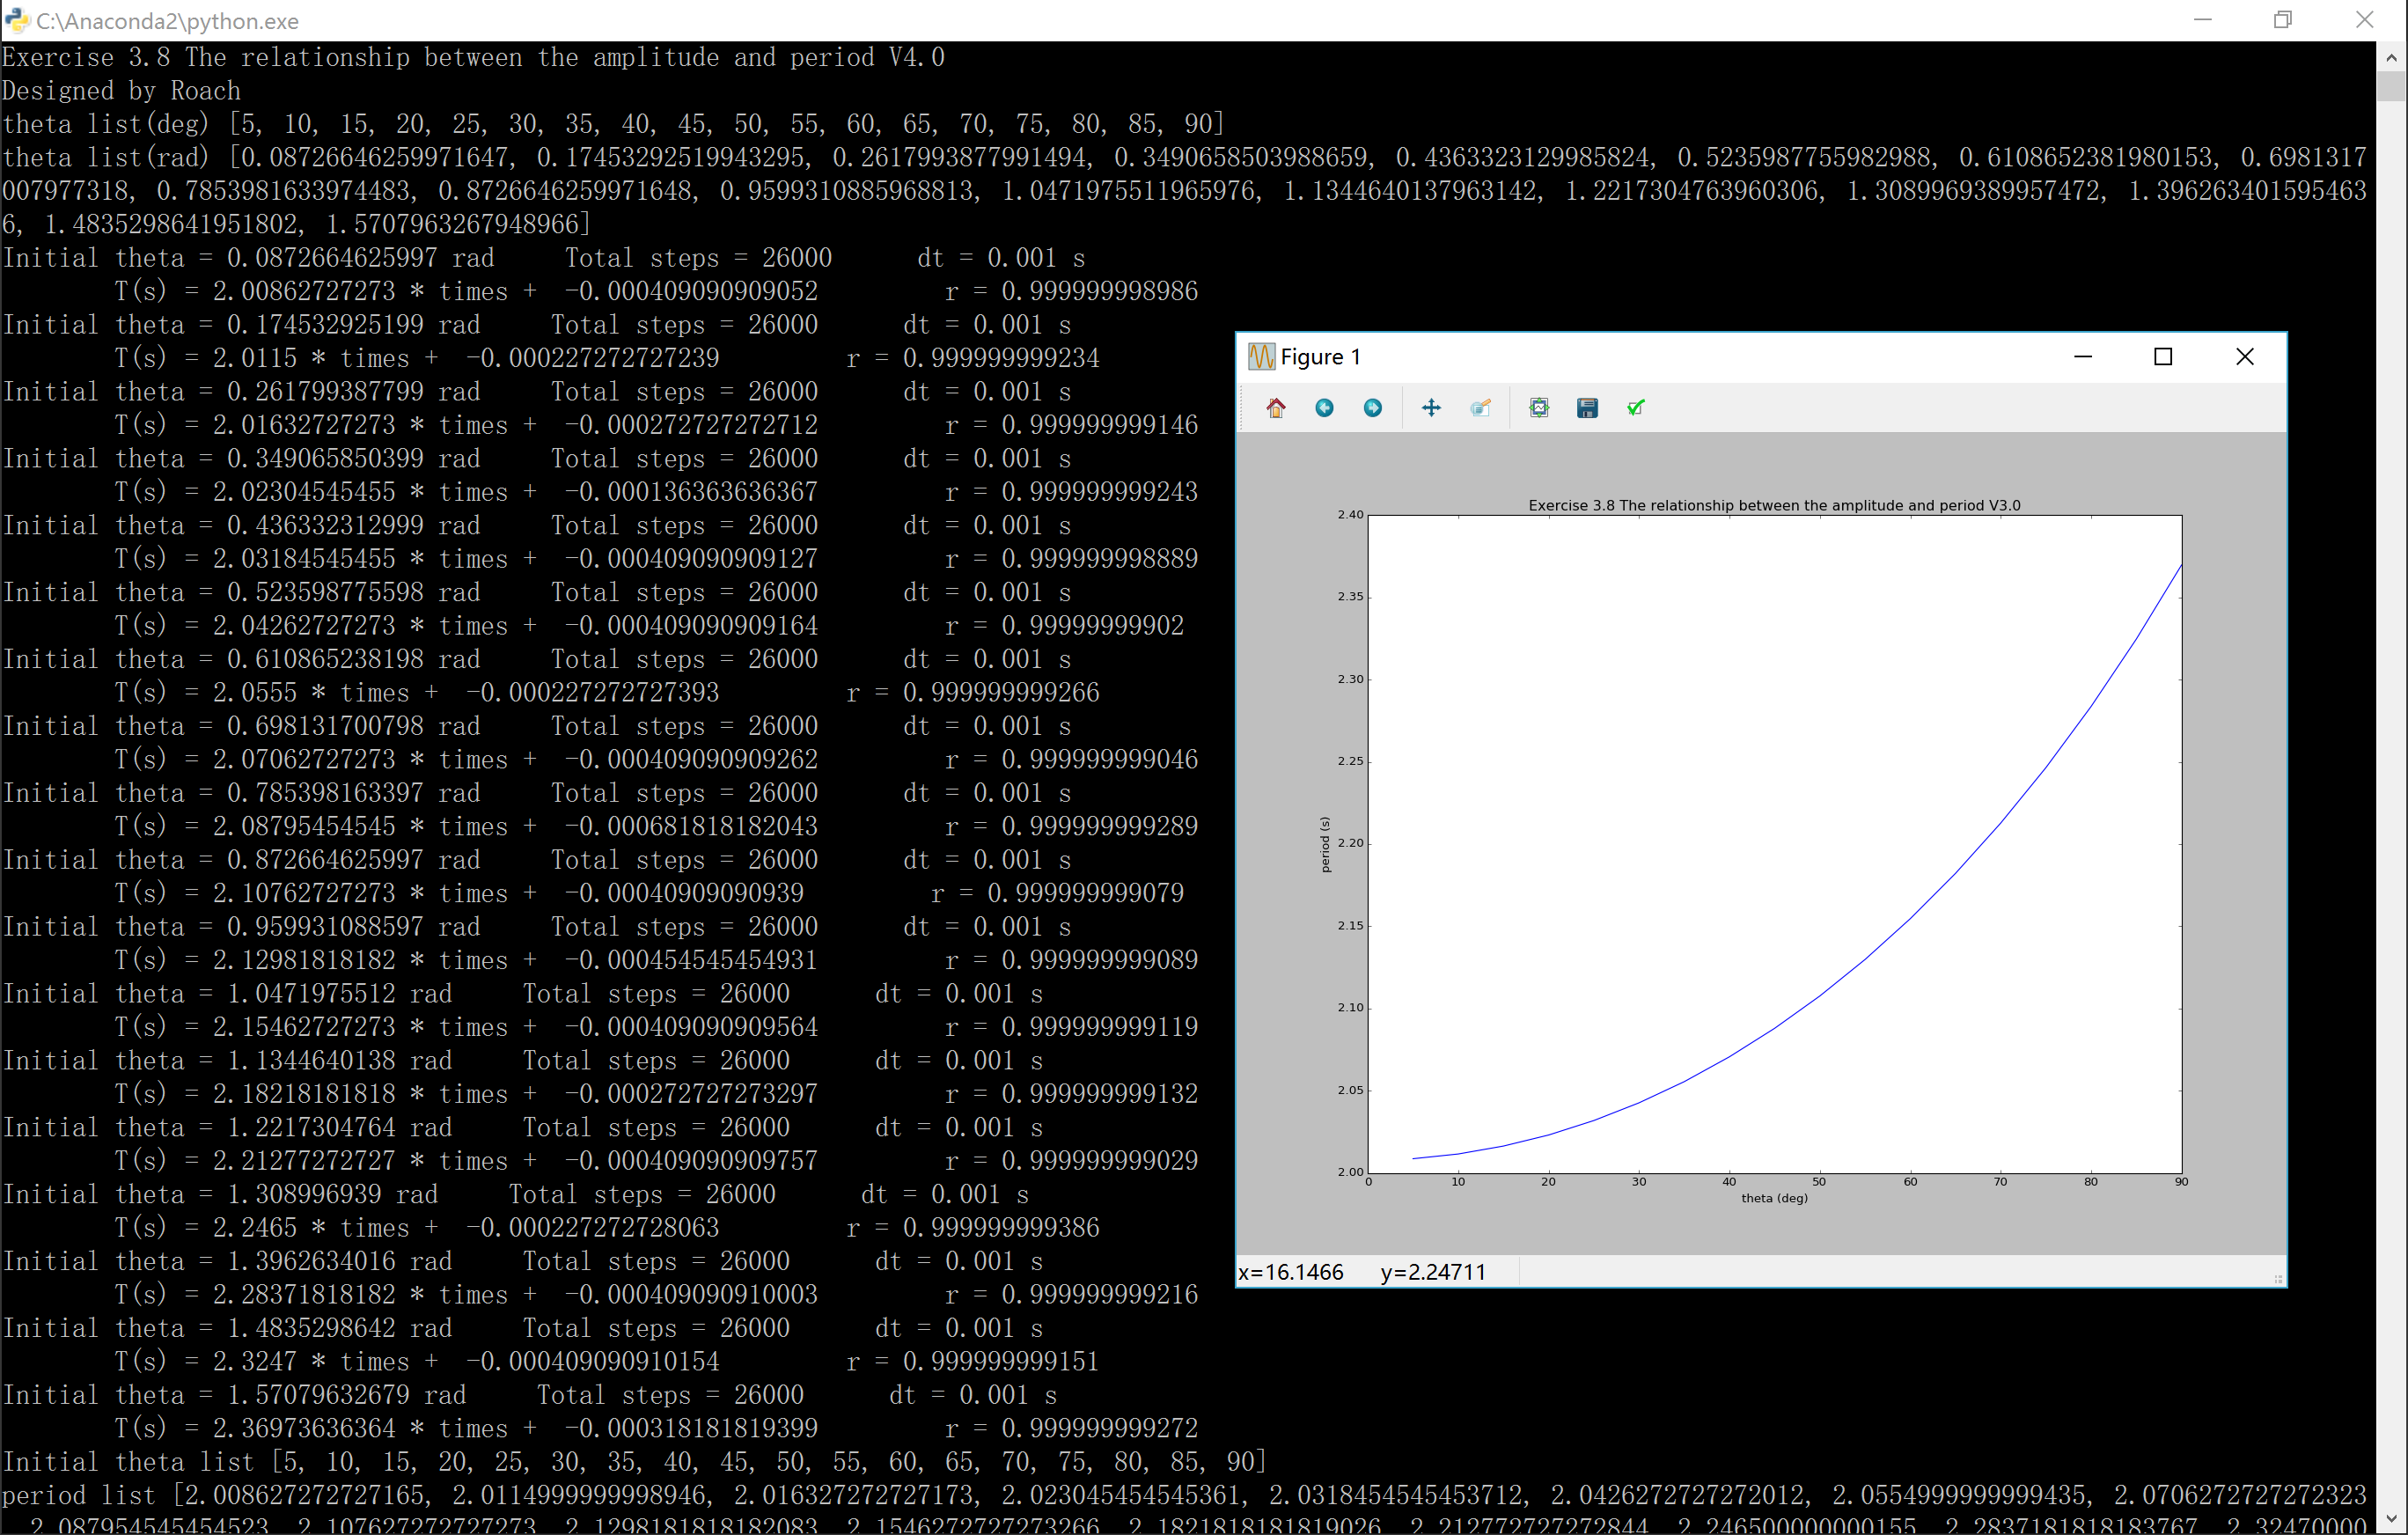 C:\Anaconda2\python.exe
Exercise 3.8 The relationship between the amplitude and period V4.0
Designed by Roach
theta list(deg) [5, 10, 15, 20, 25, 30, 35, 40, 45, 50, 55, 60, 65, 70, 75, 80, 85, 90]
theta list(rad) [0.08726646259971647, 0.17453292519943295, 0.2617993877991494, 0.3490658503988659, 0.4363323129985824, 0.5235987755982988, 0.6108652381980153, 0.6981317
007977318, 0.7853981633974483, 0.8726646259971648, 0.9599310885968813, 1.0471975511965976, 1.1344640137963142, 1.2217304763960306, 1.3089969389957472, 1.396263401595463
6, 1.4835298641951802, 1.5707963267948966]
Initial theta = 0.0872664625997 rad Total steps = 26000 dt = 0.001 s
T(s) = 2.00862727273 * times + -0.000409090909052 r = 0.999999998986
Initial theta = 0.174532925199 rad Total steps = 26000 dt = 0.001 s
T(s) = 2.0115 * times + -0.000227272727239 r = 0.999999999234
Initial theta = 0.261799387799 rad Total steps = 26000 dt = 0.001 s
T(s) = 2.01632727273 * times + -0.000272727272712 r = 0.999999999146
Initial theta = 0.349065850399 rad Total steps = 26000 dt = 0.001 s
T(s) = 2.02304545455 * times + -0.000136363636367 r = 0.999999999243
Initial theta = 0.436332312999 rad Total steps = 26000 dt = 0.001 s
T(s) = 2.03184545455 * times + -0.000409090909127 r = 0.999999998889
Initial theta = 0.523598775598 rad Total steps = 26000 dt = 0.001 s
T(s) = 2.04262727273 * times + -0.000409090909164 r = 0.99999999902
Initial theta = 0.610865238198 rad Total steps = 26000 dt = 0.001 s
T(s) = 2.0555 * times + -0.000227272727393 r = 0.999999999266
Initial theta = 0.698131700798 rad Total steps = 26000 dt = 0.001 s
T(s) = 2.07062727273 * times + -0.000409090909262 r = 0.999999999046
Initial theta = 0.785398163397 rad Total steps = 26000 dt = 0.001 s
T(s) = 2.08795454545 * times + -0.000681818182043 r = 0.999999999289
Initial theta = 0.872664625997 rad Total steps = 26000 dt = 0.001 s
T(s) = 2.10762727273 * times + -0.00040909090939 r = 0.999999999079
Initial theta = 0.959931088597 rad Total steps = 26000 dt = 0.001 s
T(s) = 2.12981818182 * times + -0.000454545454931 r = 0.999999999089
Initial theta = 1.0471975512 rad Total steps = 26000 dt = 0.001 s
T(s) = 2.15462727273 * times + -0.000409090909564 r = 0.999999999119
Initial theta = 1.1344640138 rad Total steps = 26000 dt = 0.001 s
T(s) = 2.18218181818 * times + -0.000272727273297 r = 0.999999999132
Initial theta = 1.2217304764 rad Total steps = 26000 dt = 0.001 s
T(s) = 2.21277272727 * times + -0.000409090909757 r = 0.999999999029
Initial theta = 1.308996939 rad Total steps = 26000 dt = 0.001 s
T(s) = 2.2465 * times + -0.000227272728063 r = 0.999999999386
Initial theta = 1.3962634016 rad Total steps = 26000 dt = 0.001 s
T(s) = 2.28371818182 * times + -0.000409090910003 r = 0.999999999216
Initial theta = 1.4835298642 rad Total steps = 26000 dt = 0.001 s
T(s) = 2.3247 * times + -0.000409090910154 r = 0.999999999151
Initial theta = 1.57079632679 rad Total steps = 26000 dt = 0.001 s
T(s) = 2.36973636364 * times + -0.000318181819399 r = 0.999999999272
Initial theta list [5, 10, 15, 20, 25, 30, 35, 40, 45, 50, 55, 60, 65, 70, 75, 80, 85, 90]
period list [2.008627272727165, 2.0114999999998946, 2.016327272727173, 2.023045454545361, 2.0318454545453712, 2.0426272727272012, 2.0554999999999435, 2.0706272727272323
, 2.087954545454523, 2.107627272727273, 2.1298181818182083, 2.1546272727273266, 2.1821818181819026, 2.212772727272844, 2.246500000000155, 2.2837181818183767, 2.32470000
Figure 1
Exercise 3.8 The relationship between the amplitude and period V3.0
2.40
2.35
2.30
2.25
2.20
2.15
2.10
2.05
2.00
period (s)
0 10 20 30 40 50 60 70 80 90
theta (deg)
x=16.1466 y=2.24711